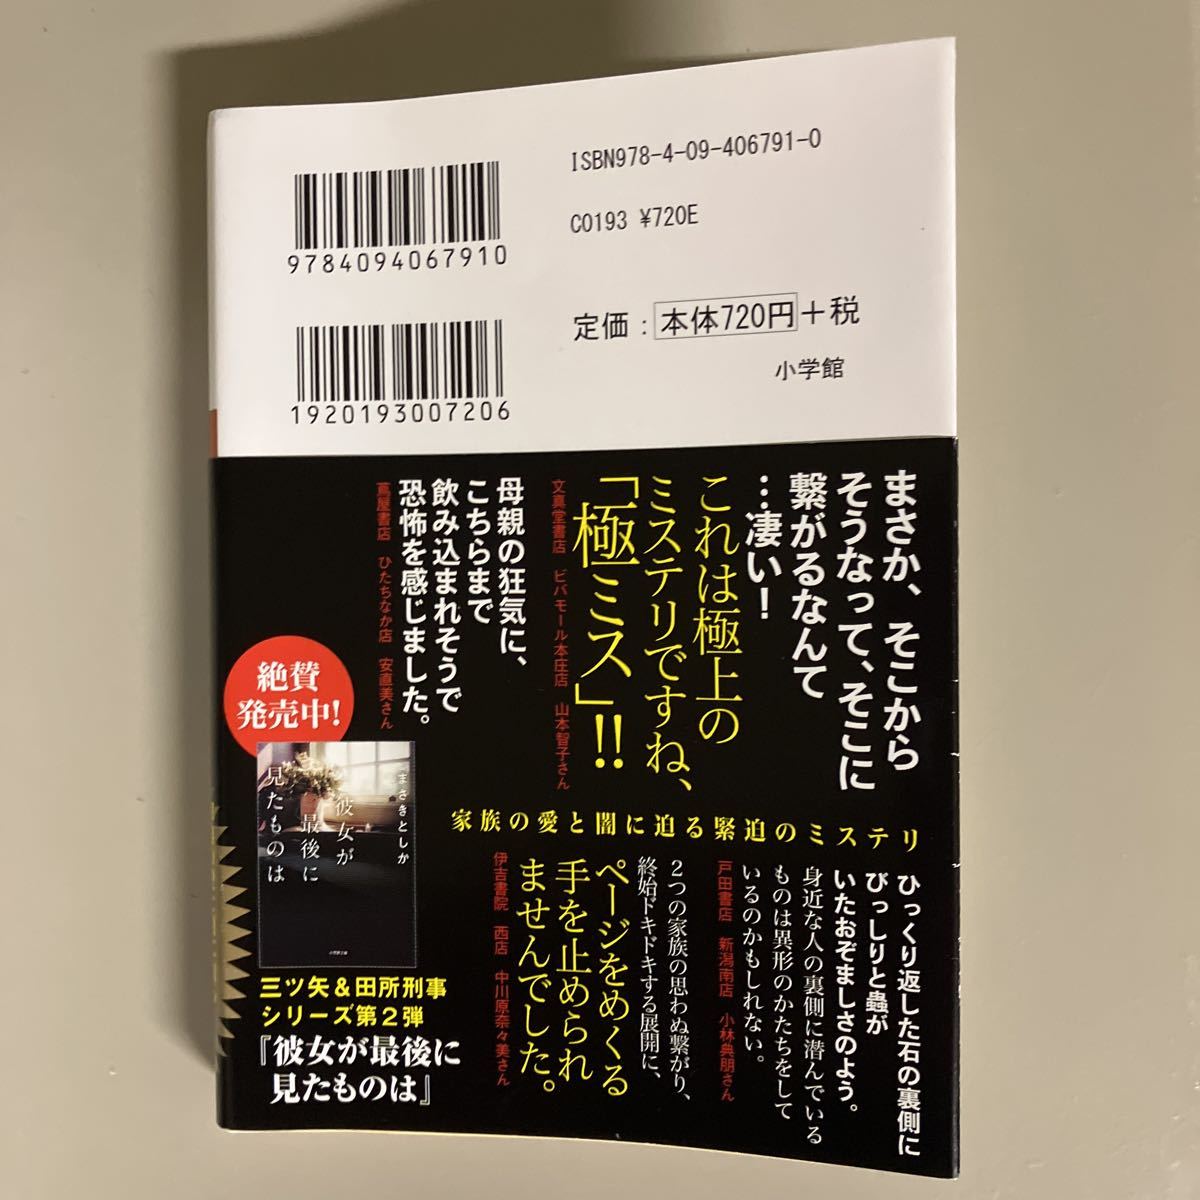 ISBN978-4-09-406791-0
C0193 ¥720E
定価：本体720円＋税
小学館
9784094067910
1920193007206
まさか、そこから
そうなって、そこに
繋がるなんて
…凄い！
これは極上の
ミステリですね、
「極ミス」!!
文真堂書店 ビバモール本庄店 山本智子さん
母親の狂気に、
こちらまで
飲み込まれそうで
恐怖を感じました。
蔦屋書店 ひたちなか店 安直美さん
家族の愛と闇に迫る緊迫のミステリ
ひっくり返した石の裏側に
びっしりと蟲が
いたおぞましさのよう。
身近な人の裏側に潜んでいる
ものは異形のかたちをして
いるのかもしれない。
戸田書店 新潟南店 小林典朋さん
2つの家族の思わぬ繋がり、
終始ドキドキする展開に、
ページをめくる
手を止められ
ませんでした。
伊吉書院 西店 中川原奈々美さん
絶賛
発売中!
まさきとしか
彼女が
最後に
見たものは
小学館文庫
三ツ矢＆田所刑事
シリーズ第2弾
『彼女が最後に
見たものは』